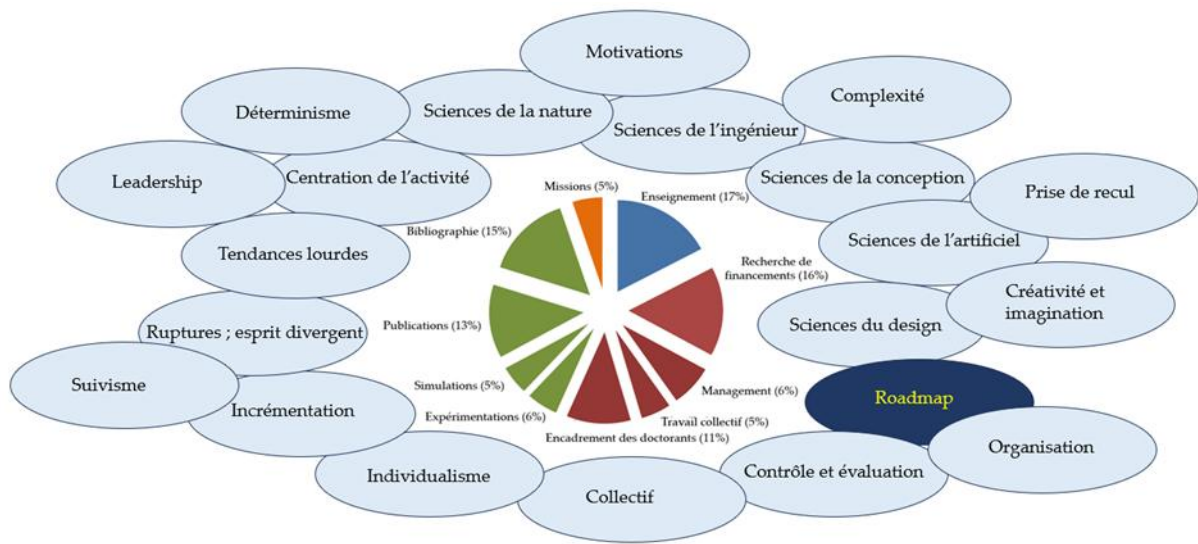 Motivations
Complexité
Déterminisme
Sciences de la nature
Sciences de l'ingénieur
Leadership
Centration de l'activité
Sciences de la conception
Prise de recul
Missions (5%)
Enseignement (17%)
Bibliographie (15%)
Sciences de l'artificiel
Tendances lourdes
Recherche de
financements (16%)
Créativité et
imagination
Ruptures ; esprit divergent
Publications (13%)
Sciences du design
Suivisme
Simulations (5%)
Management (6%)
Roadmap
Incrémentation
Expérimentations (6%)
Travail collectif (5%)
Encadrement des doctorants (11%)
Organisation
Individualisme
Contrôle et évaluation
Collectif